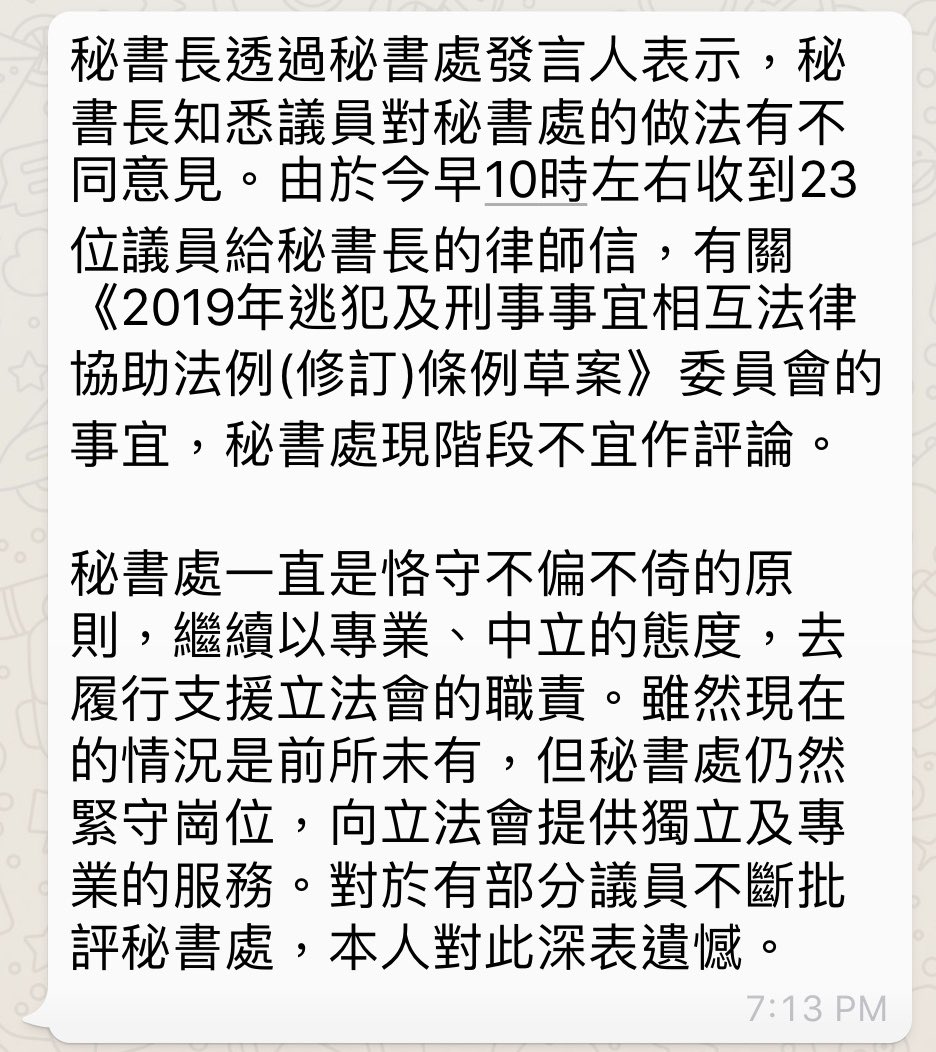 秘書長透過秘書處發言人表示，秘
書長知悉議員對秘書處的做法有不
同意見。由於今早10時左右收到23
位議員給秘書長的律師信，有關
《2019年逃犯及刑事事宜相互法律
協助法例(修訂)條例草案》委員會的
事宜，秘書處現階段不宜作評論。
秘書處一直是恪守不偏不倚的原
則，繼續以專業、中立的態度，去
履行支援立法會的職責。雖然現在
的情況是前所未有，但秘書處仍然
緊守崗位，向立法會提供獨立及專
業的服務。對於有部分議員不斷批
評秘書處，本人對此深表遺憾。
7:13 PM